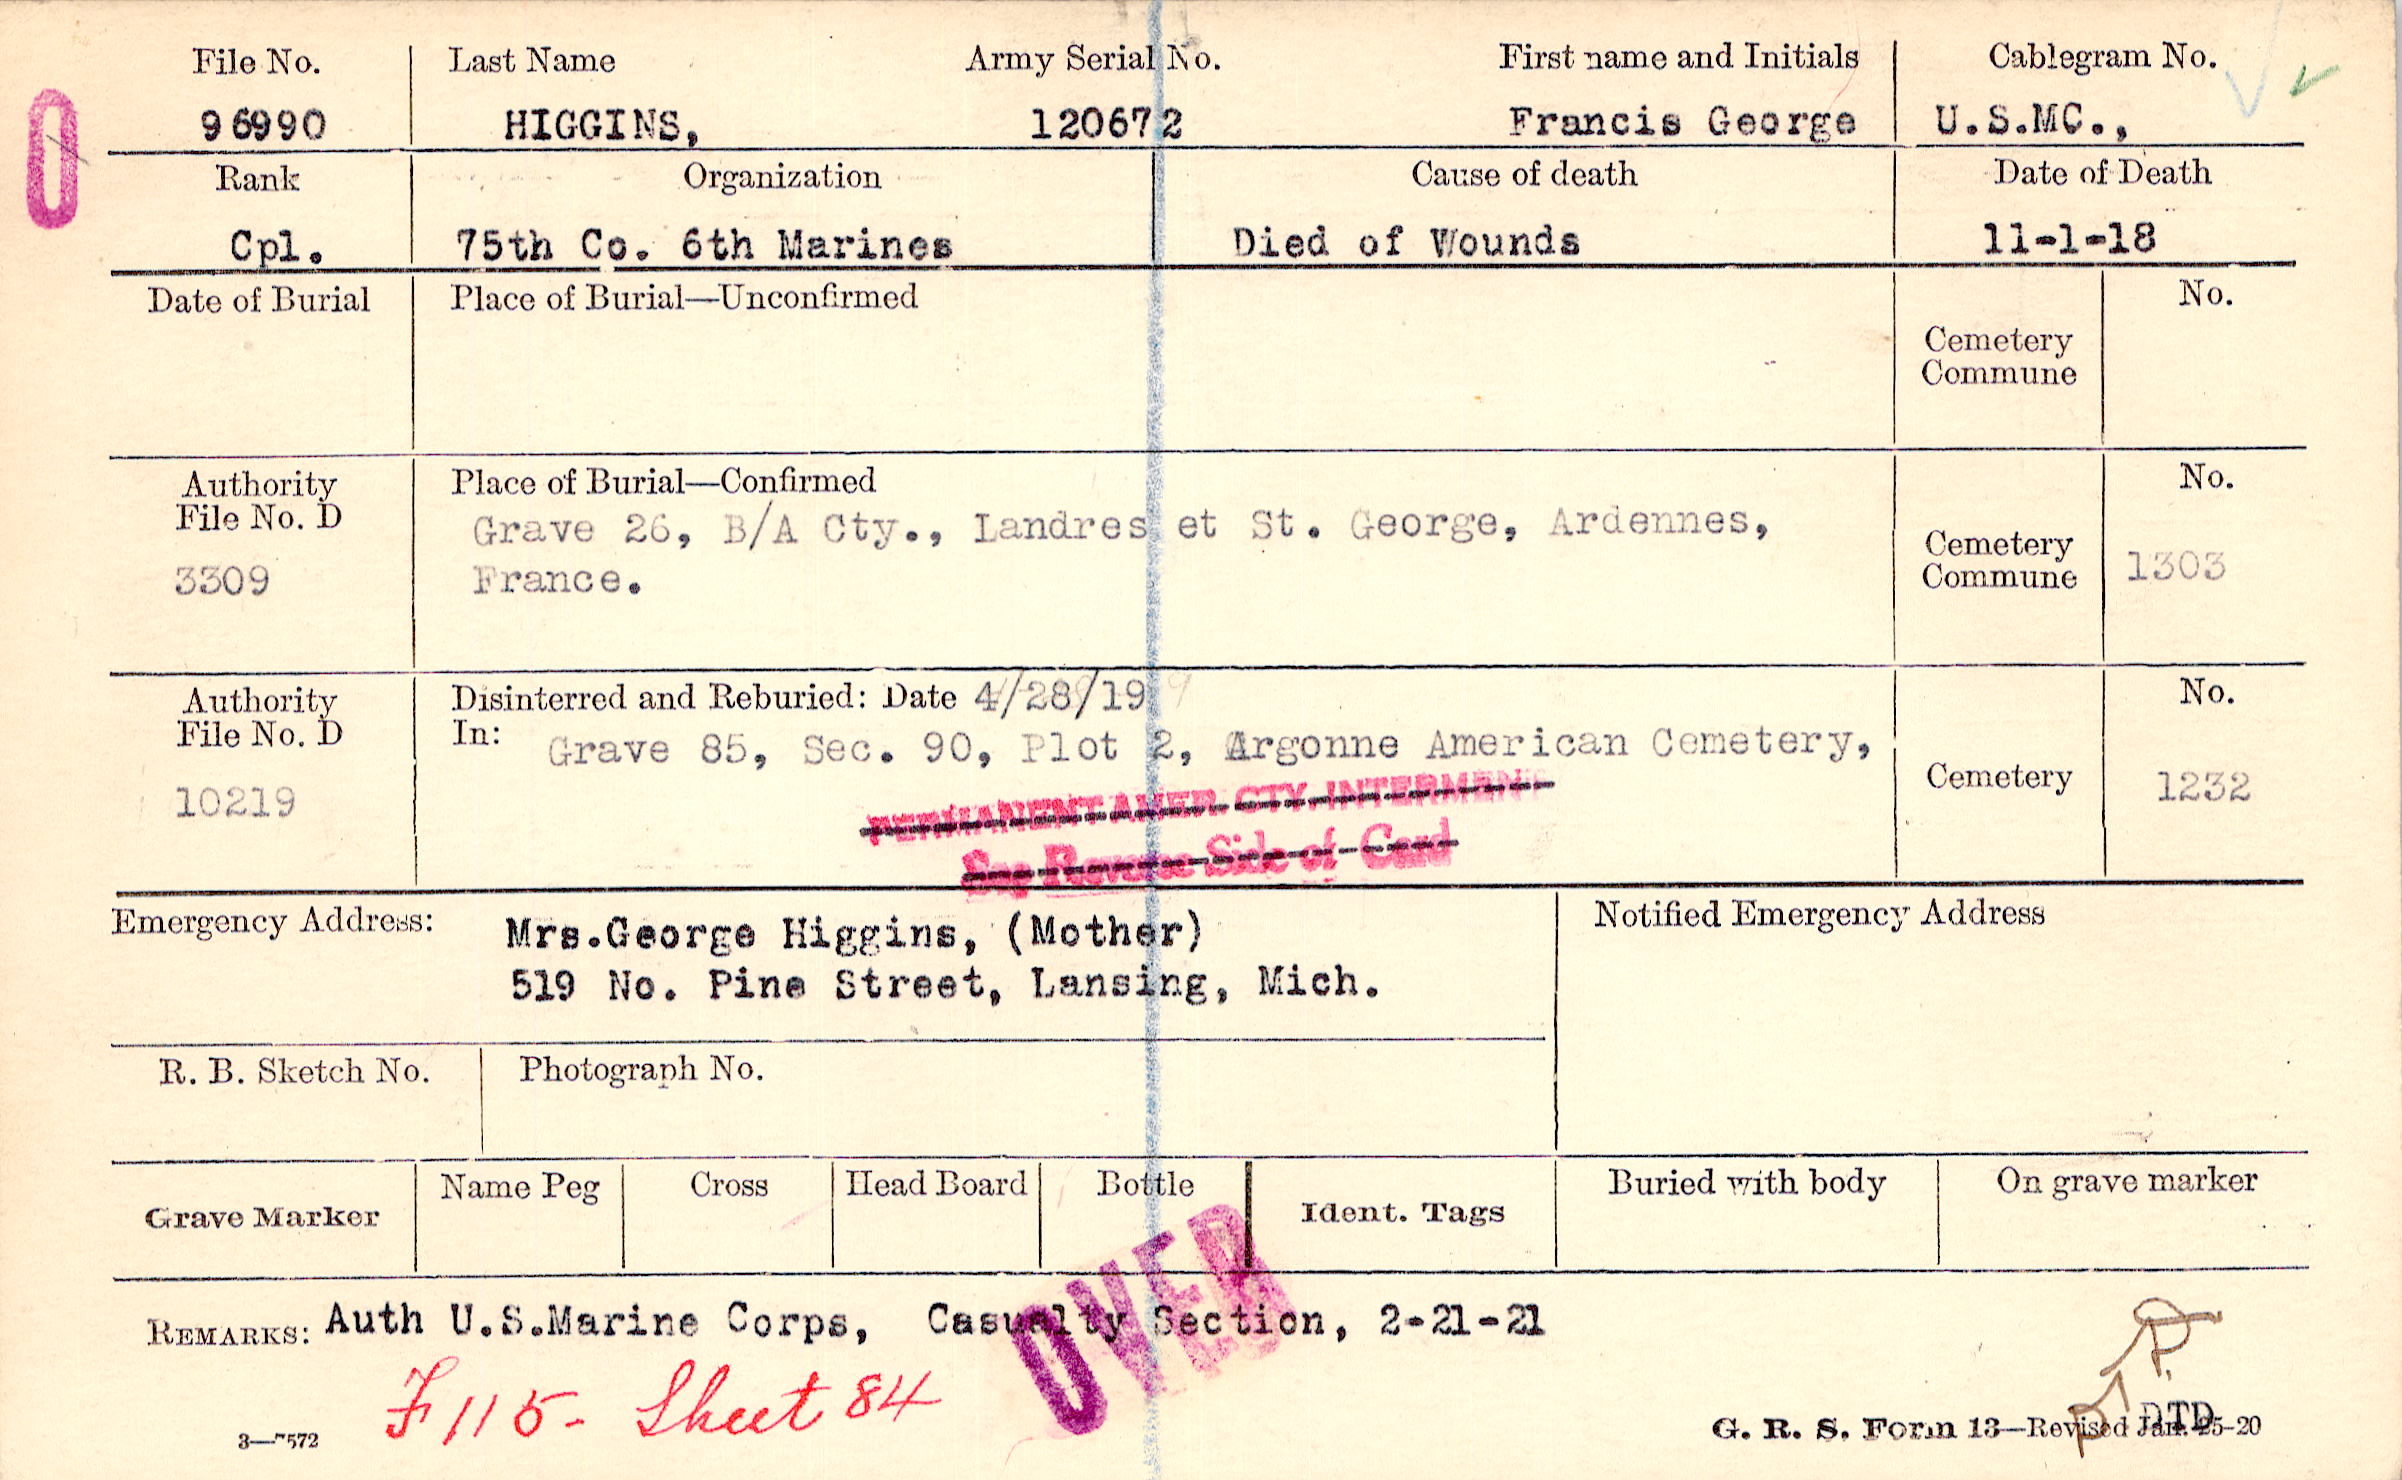 File No. Last Name Army Serial No. First name and Initials Cablegram No.
96990 HIGGINS, 120672 Francis George U.S.MC.,
Rank Organization Cause of death Date of Death
Cpl. 75th Co. 6th Marines Died of Wounds 11-1-18
Date of Burial Place of Burial—Unconfirmed No.
Cemetery
Commune
Authority Place of Burial—Confirmed No.
File No. D Grave 26, B/A Cty., Landres et St. George, Ardennes,
3309 France. Cemetery
Commune 1303
Authority Disinterred and Reburied: Date 4/28/19 No.
File No. D In: Grave 85, Sec. 90, Plot 2, Argonne American Cemetery,
10219 Cemetery 1232
PERMANENT AMER. CTY. INTERMENT
See Reverse Side of Card
Emergency Address: Mrs.George Higgins, (Mother) Notified Emergency Address
519 No. Pine Street, Lansing, Mich.
R. B. Sketch No. Photograph No.
Grave Marker Name Peg Cross Head Board Bottle Ident. Tags Buried with body On grave marker
OVER
REMARKS: Auth U.S.Marine Corps, Casualty Section, 2-21-21
F115- Sheet 84
3—7572 G. R. S. Form 13—Revised Jan. 25-20
DTD